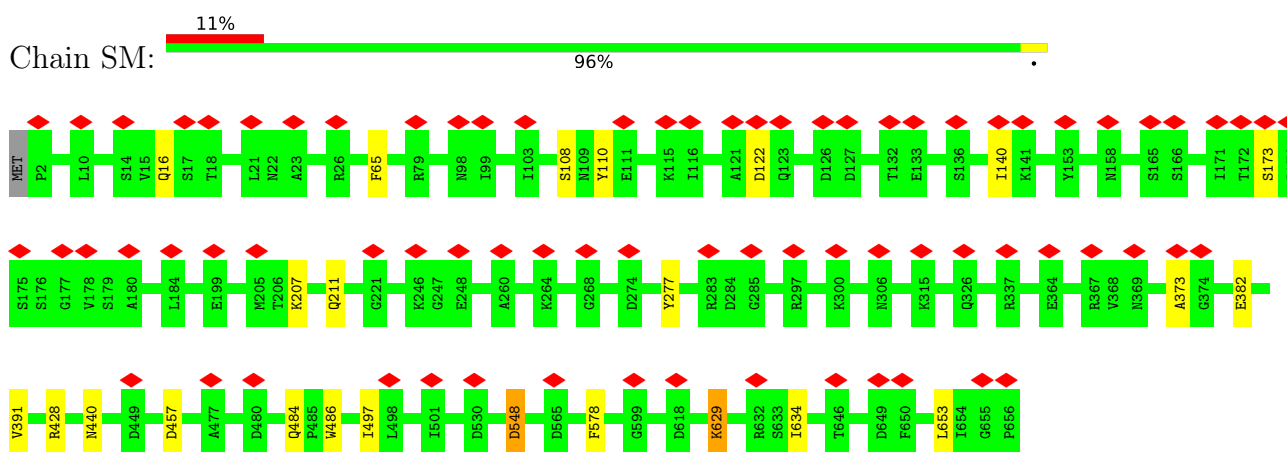 11%
Chain SM:
96%
.
MET P2 L10 S14 V15 Q16 S17 T18 L21 N22 A23 R26 F65 R79 N98 I99 I103 S108 N109 Y110 E111 K115 I116 A121 D122 Q123 D126 D127 T132 E133 S136 I140 K141 Y153 N158 S165 S166 I171 T172 S173
S175 S176 G177 V178 S179 A180 L184 E199 M205 T206 K207 Q211 G221 K246 G247 E248 A260 K264 G268 D274 Y277 R283 D284 G285 R297 K300 N306 K315 Q326 R337 E364 R367 V368 N369 A373 G374 E382
V391 R428 N440 D449 D457 A477 D480 Q484 P485 W486 I497 L498 I501 D530 D548 D565 F578 G599 D618 K629 R632 S633 I634 T646 D649 F650 L653 I654 G655 P656